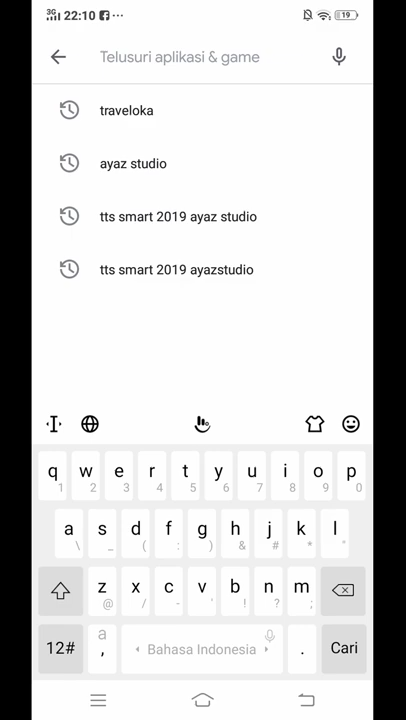 3G 22:10 ... 19
Telusuri aplikasi & game
traveloka
ayaz studio
tts smart 2019 ayaz studio
tts smart 2019 ayazstudio
q w e r t y u i o p
1 2 3 4 5 6 7 8 9 0
a s d f g h j k l
\ _ ( : ) & # * "
z x c v b n m
@ / - ' ! ? ;
12# a , Bahasa Indonesia . Cari